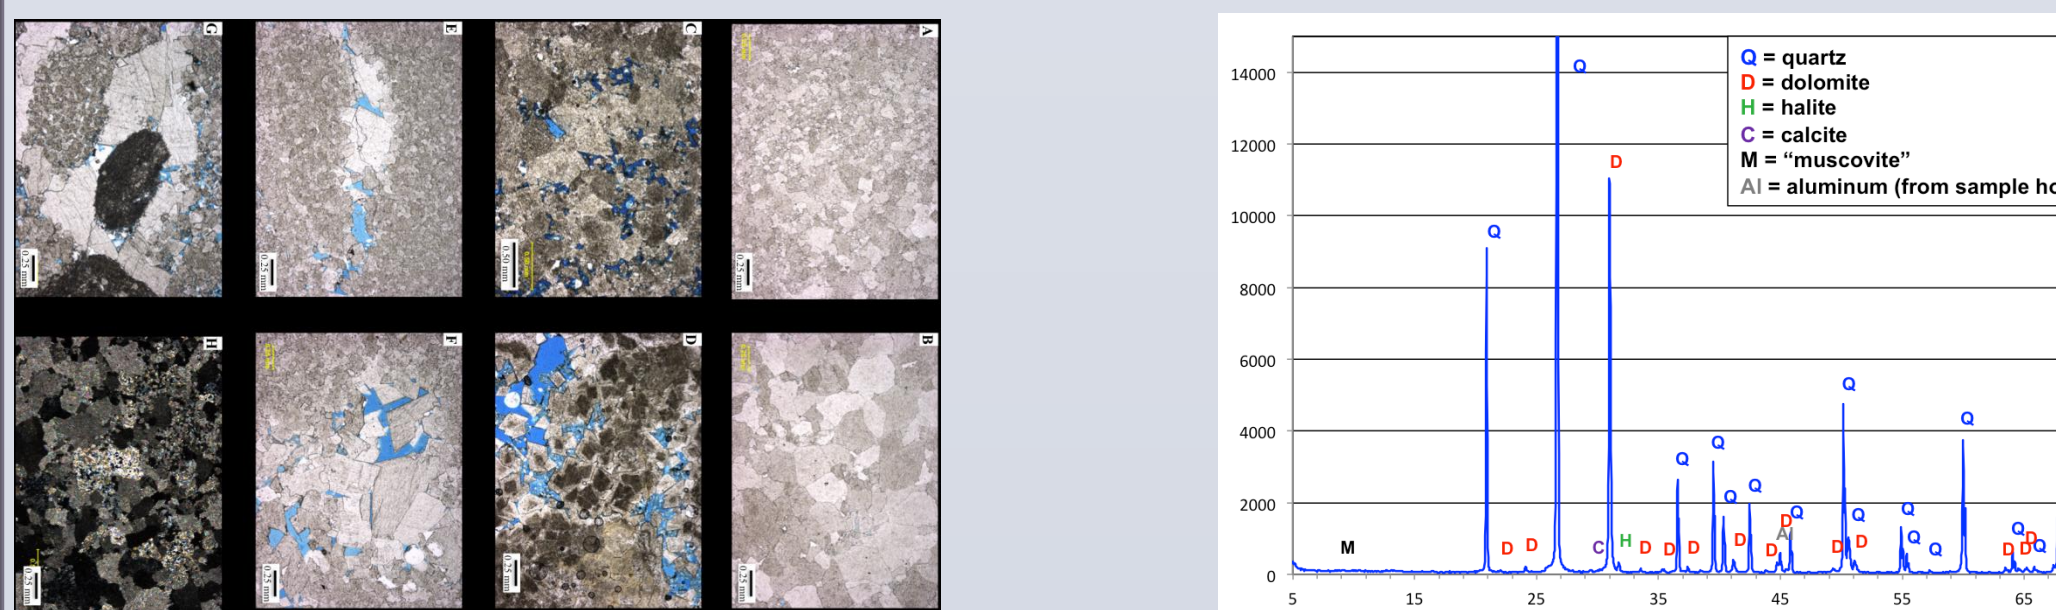 G
0.25 mm
E
0.25 mm
C
0.50 mm
A
0.25 mm
H
0.25 mm
F
0.25 mm
D
0.25 mm
B
0.25 mm
Q = quartz
D = dolomite
H = halite
C = calcite
M = “muscovite”
Al = aluminum (from sample ho
14000
12000
10000
8000
6000
4000
2000
0
Q
D
Q
Q
Q
Q
Q
Q
Q
D
Al
Q
Q
Q
Q
Q
Q
D
Q
M
D
D
C
H
D
D
D
D
D
D
D
D
D
5
15
25
35
45
55
65